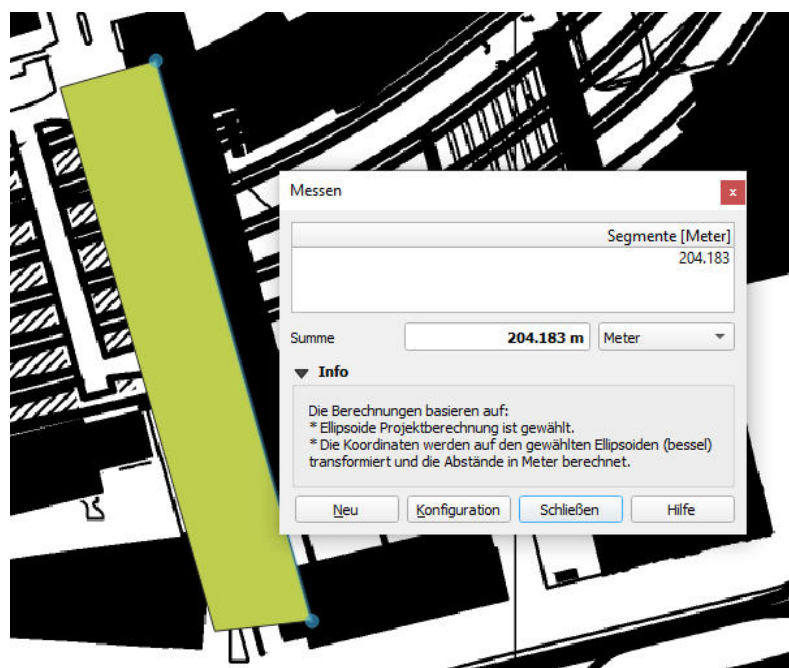 Messen
x
Segmente [Meter]
204.183
Summe 204.183 m Meter
Info
Die Berechnungen basieren auf:
* Ellipsoide Projektberechnung ist gewählt.
* Die Koordinaten werden auf den gewählten Ellipsoiden (bessel)
transformiert und die Abstände in Meter berechnet.
Neu Konfiguration Schließen Hilfe